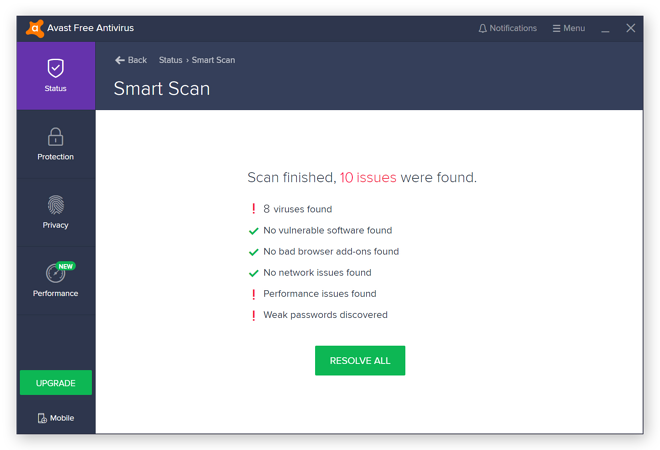 Avast Free Antivirus
Notifications
Menu
Back
Status › Smart Scan
Smart Scan
Status
Protection
Privacy
NEW
Performance
UPGRADE
Mobile
Scan finished, 10 issues were found.
8 viruses found
No vulnerable software found
No bad browser add-ons found
No network issues found
Performance issues found
Weak passwords discovered
RESOLVE ALL